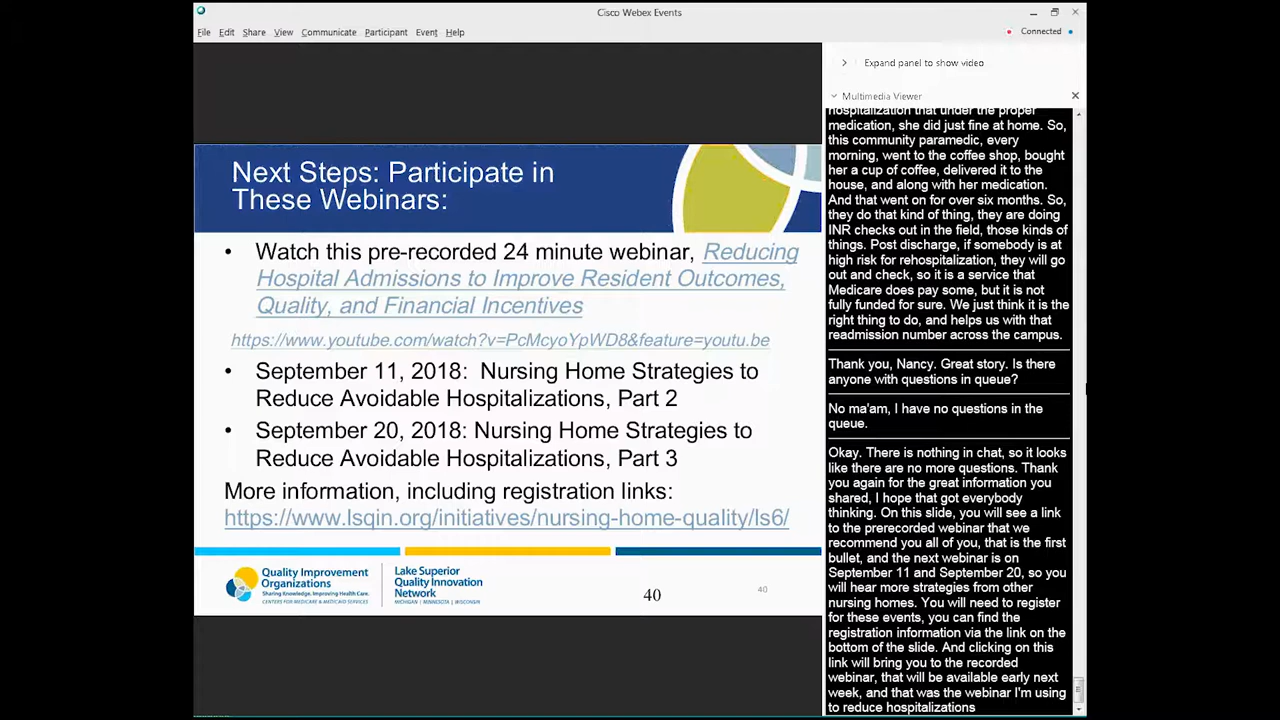 Cisco Webex Events
File Edit Share View Communicate Participant Event Help
Connected
Expand panel to show video
Multimedia Viewer
Next Steps: Participate in
These Webinars:
• Watch this pre-recorded 24 minute webinar, Reducing
Hospital Admissions to Improve Resident Outcomes,
Quality, and Financial Incentives
https://www.youtube.com/watch?v=PcMcyoYpWD8&feature=youtu.be
• September 11, 2018: Nursing Home Strategies to
Reduce Avoidable Hospitalizations, Part 2
• September 20, 2018: Nursing Home Strategies to
Reduce Avoidable Hospitalizations, Part 3
More information, including registration links:
https://www.lsqin.org/initiatives/nursing-home-quality/ls6/
Quality Improvement
Organizations
Sharing Knowledge. Improving Health Care.
CENTERS FOR MEDICARE & MEDICAID SERVICES
Lake Superior
Quality Innovation
Network
MICHIGAN | MINNESOTA | WISCONSIN
40
40
hospitalization that under the proper
medication, she did just fine at home. So,
this community paramedic, every
morning, went to the coffee shop, bought
her a cup of coffee, delivered it to the
house, and along with her medication.
And that went on for over six months. So,
they do that kind of thing, they are doing
INR checks out in the field, those kinds of
things. Post discharge, if somebody is at
high risk for rehospitalization, they will go
out and check, so it is a service that
Medicare does pay some, but it is not
fully funded for sure. We just think it is the
right thing to do, and helps us with that
readmission number across the campus.
Thank you, Nancy. Great story. Is there
anyone with questions in queue?
No ma'am, I have no questions in the
queue.
Okay. There is nothing in chat, so it looks
like there are no more questions. Thank
you again for the great information you
shared, I hope that got everybody
thinking. On this slide, you will see a link
to the prerecorded webinar that we
recommend you all of you, that is the first
bullet, and the next webinar is on
September 11 and September 20, so you
will hear more strategies from other
nursing homes. You will need to register
for these events, you can find the
registration information via the link on the
bottom of the slide. And clicking on this
link will bring you to the recorded
webinar, that will be available early next
week, and that was the webinar I'm using
to reduce hospitalizations